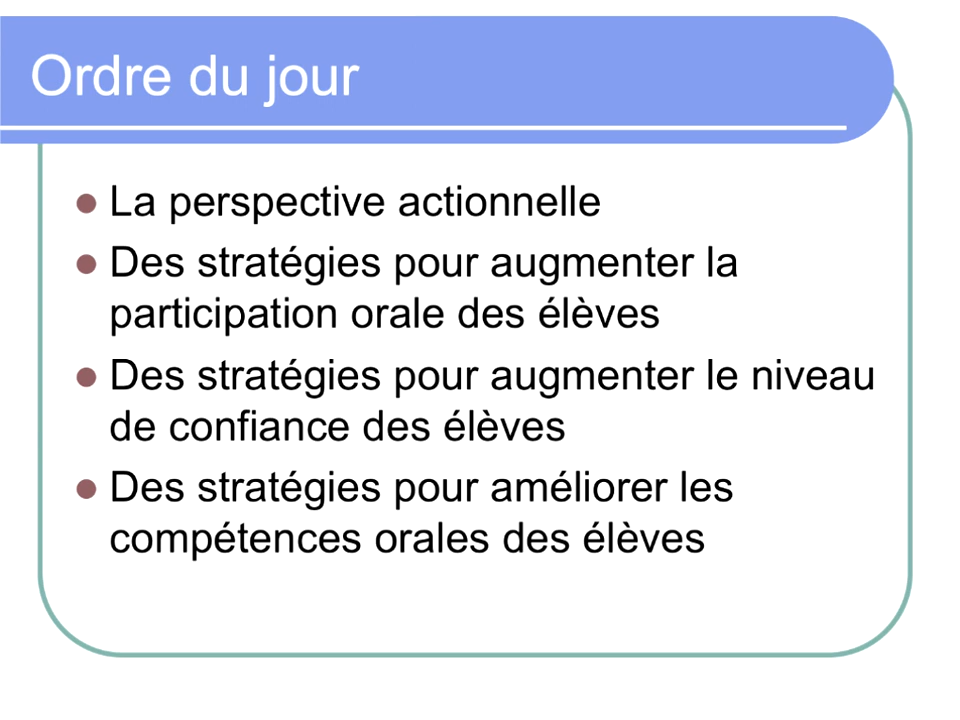 Ordre du jour
La perspective actionnelle
Des stratégies pour augmenter la
participation orale des élèves
Des stratégies pour augmenter le niveau
de confiance des élèves
Des stratégies pour améliorer les
compétences orales des élèves